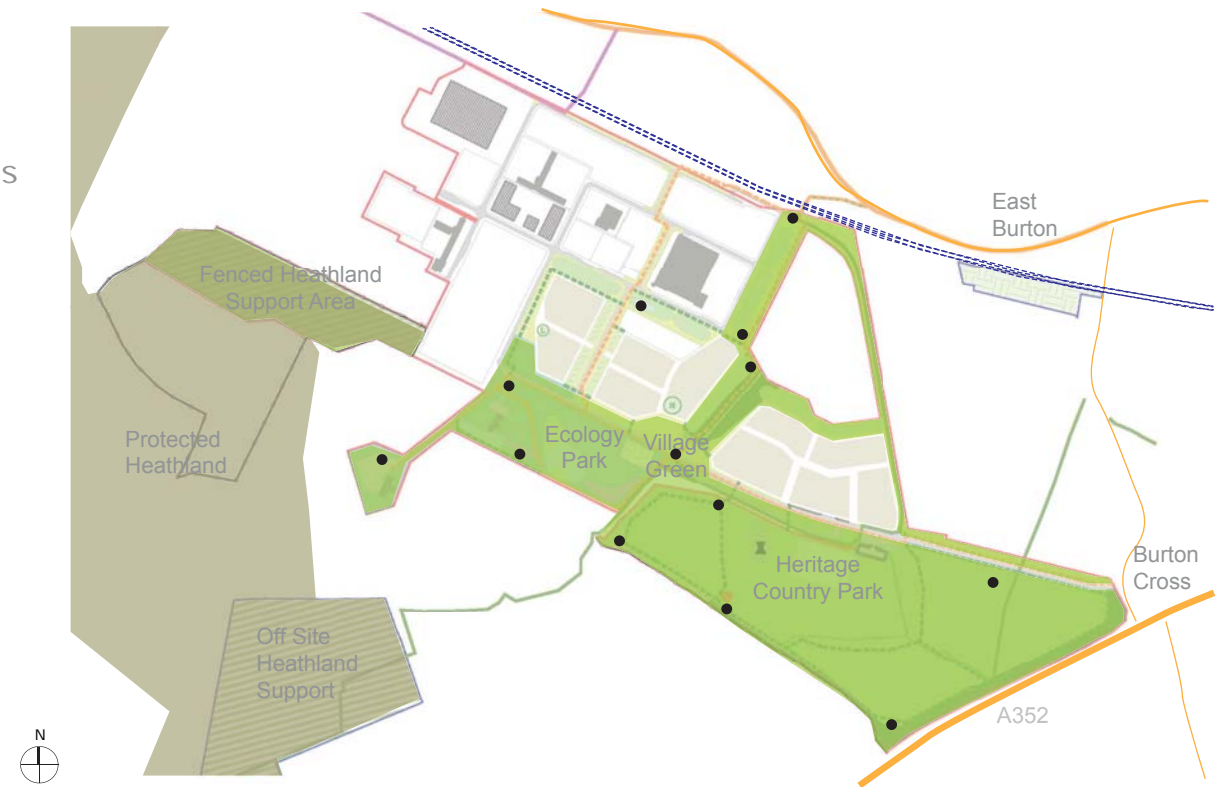 S
East
Burton
Fenced Heathland
Support Area
Protected
Heathland
Ecology
Park
Village
Green
Heritage
Country Park
Burton
Cross
Off Site
Heathland
Support
A352
N